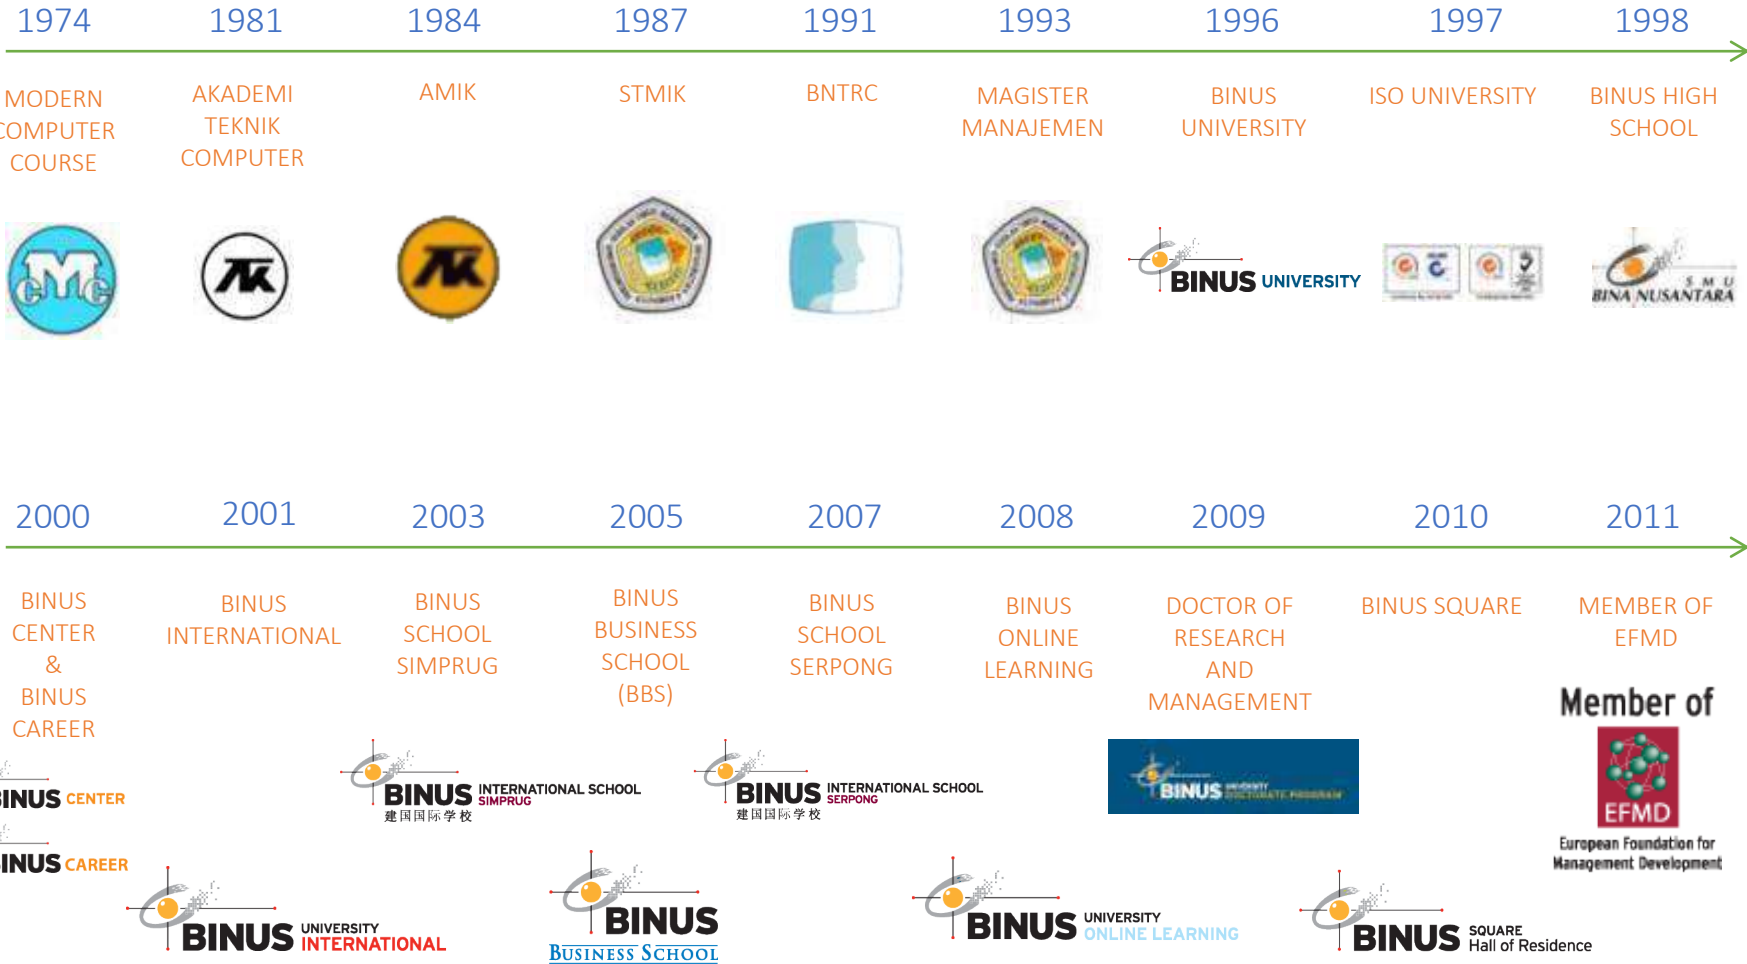 1974
1981
1984
1987
1991
1993
1996
1997
1998
MODERN
COMPUTER
COURSE
AKADEMI
TEKNIK
COMPUTER
AMIK
STMIK
BNTRC
MAGISTER
MANAJEMEN
BINUS
UNIVERSITY
ISO UNIVERSITY
BINUS HIGH
SCHOOL
BINUS UNIVERSITY
SMU
BINA NUSANTARA
2000
2001
2003
2005
2007
2008
2009
2010
2011
BINUS
CENTER
&
BINUS
CAREER
BINUS
INTERNATIONAL
BINUS
SCHOOL
SIMPRUG
BINUS
BUSINESS
SCHOOL
(BBS)
BINUS
SCHOOL
SERPONG
BINUS
ONLINE
LEARNING
DOCTOR OF
RESEARCH
AND
MANAGEMENT
BINUS SQUARE
MEMBER OF
EFMD
BINUS CENTER
BINUS CAREER
BINUS UNIVERSITY
INTERNATIONAL
BINUS INTERNATIONAL SCHOOL
SIMPRUG
建国国际学校
BINUS
BUSINESS SCHOOL
BINUS INTERNATIONAL SCHOOL
SERPONG
建国国际学校
BINUS UNIVERSITY
ONLINE LEARNING
BINUS UNIVERSITY
DOCTORATE PROGRAM
BINUS SQUARE
Hall of Residence
Member of
EFMD
European Foundation for
Management Development